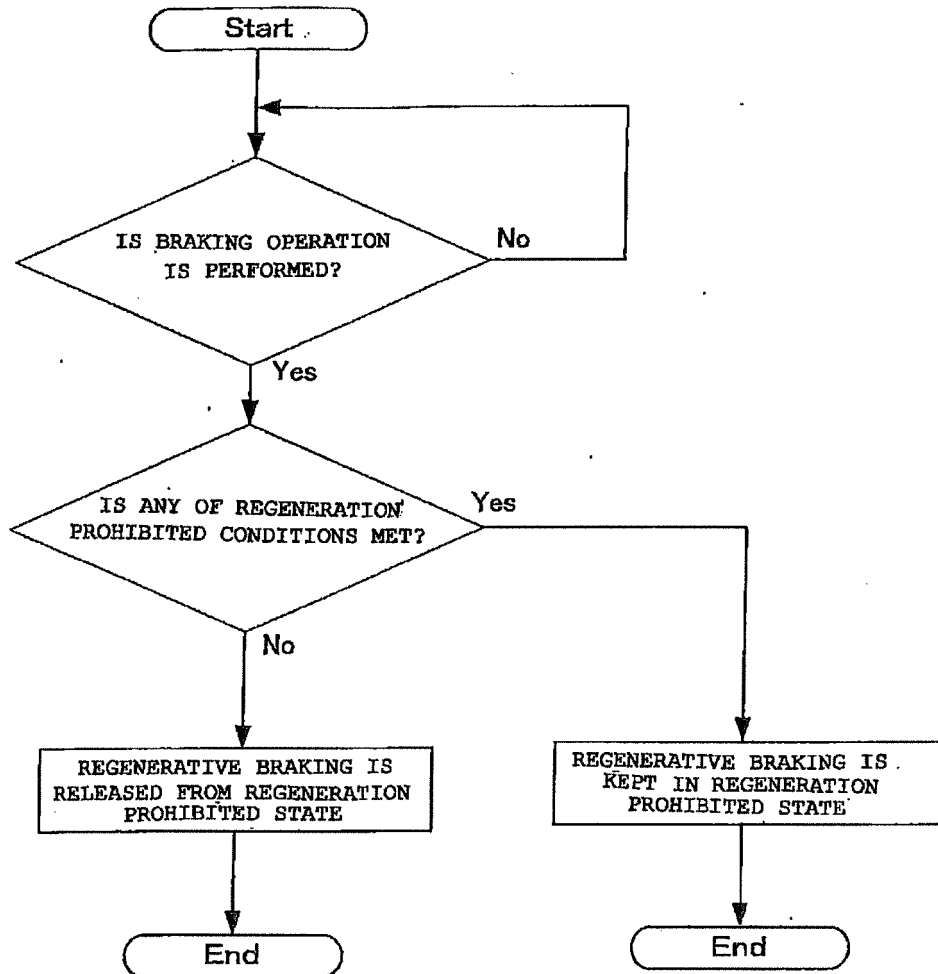 Start
IS BRAKING OPERATION
IS PERFORMED?
No
Yes
IS ANY OF REGENERATION
PROHIBITED CONDITIONS MET?
Yes
No
REGENERATIVE BRAKING IS
RELEASED FROM REGENERATION
PROHIBITED STATE
REGENERATIVE BRAKING IS
KEPT IN REGENERATION
PROHIBITED STATE
End
End